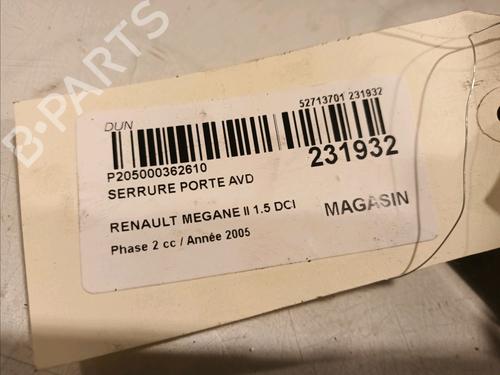 B-PARTS
DUN
52713701 231932
P205000362610
231932
SERRURE PORTE AVD
RENAULT MEGANE II 1.5 DCI
MAGASIN
Phase 2 cc / Année 2005